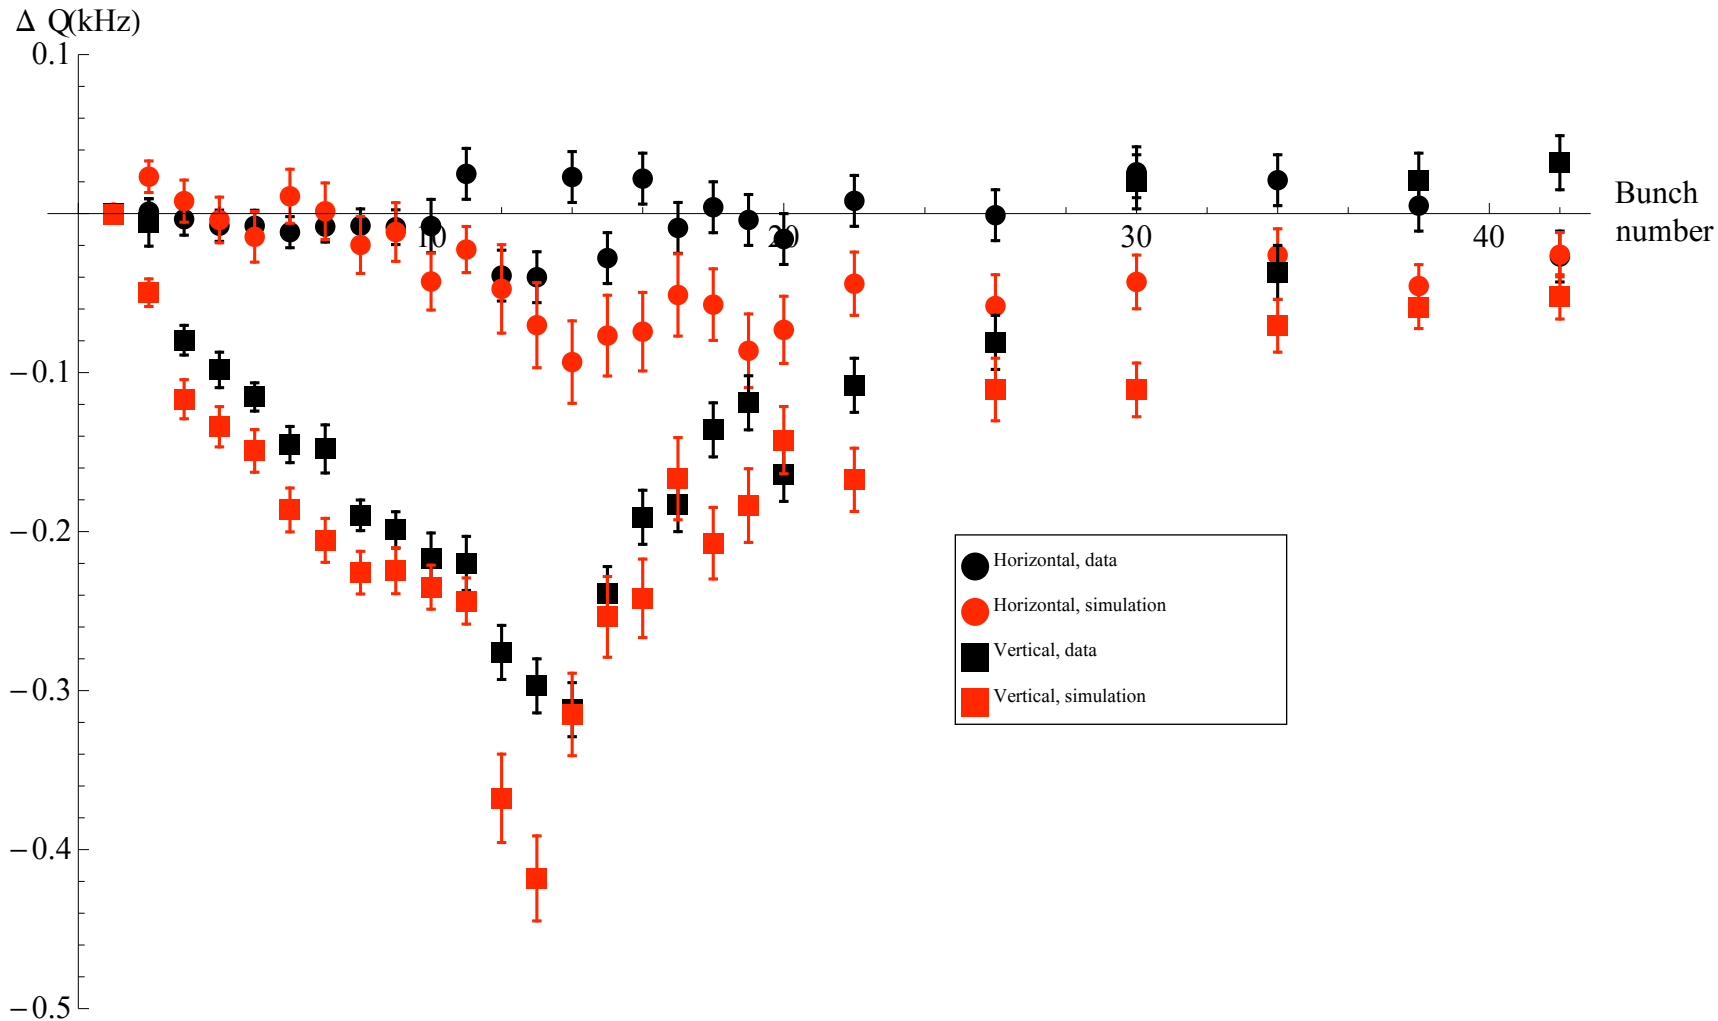 Δ Q(kHz)
0.1
10
20
30
40
Bunch
number
−0.1
−0.2
−0.3
−0.4
−0.5
Horizontal, data
Horizontal, simulation
Vertical, data
Vertical, simulation